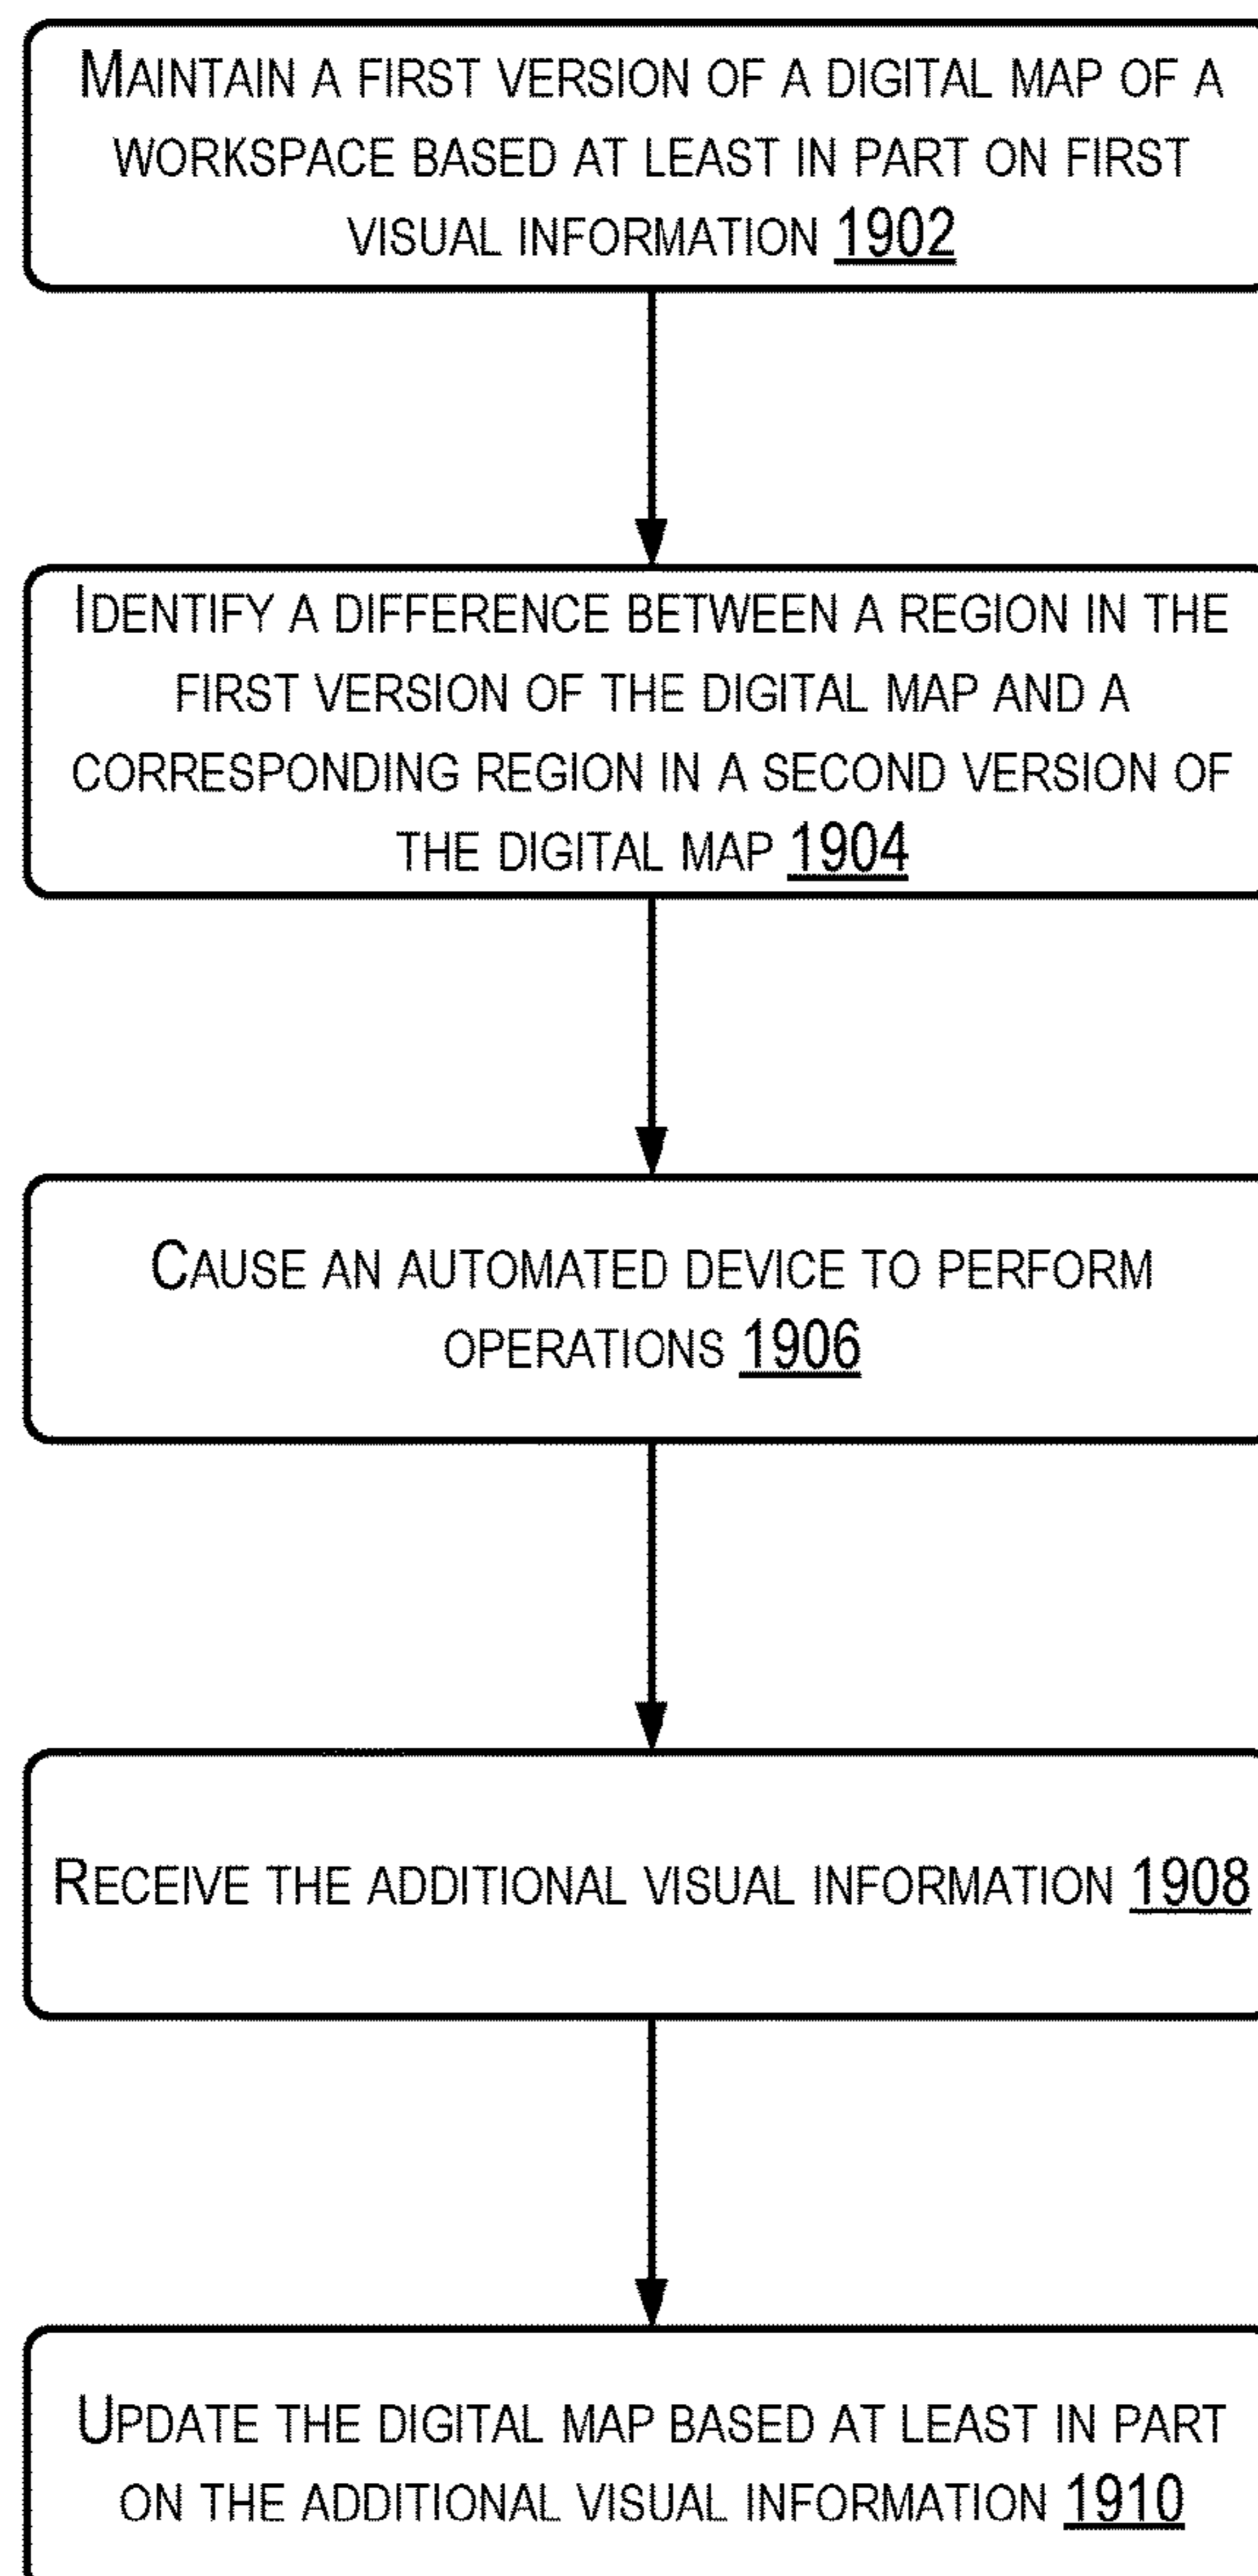 MAINTAIN A FIRST VERSION OF A DIGITAL MAP OF A
WORKSPACE BASED AT LEAST IN PART ON FIRST
VISUAL INFORMATION 1902
IDENTIFY A DIFFERENCE BETWEEN A REGION IN THE
FIRST VERSION OF THE DIGITAL MAP AND A
CORRESPONDING REGION IN A SECOND VERSION OF
THE DIGITAL MAP 1904
CAUSE AN AUTOMATED DEVICE TO PERFORM
OPERATIONS 1906
RECEIVE THE ADDITIONAL VISUAL INFORMATION 1908
UPDATE THE DIGITAL MAP BASED AT LEAST IN PART
ON THE ADDITIONAL VISUAL INFORMATION 1910